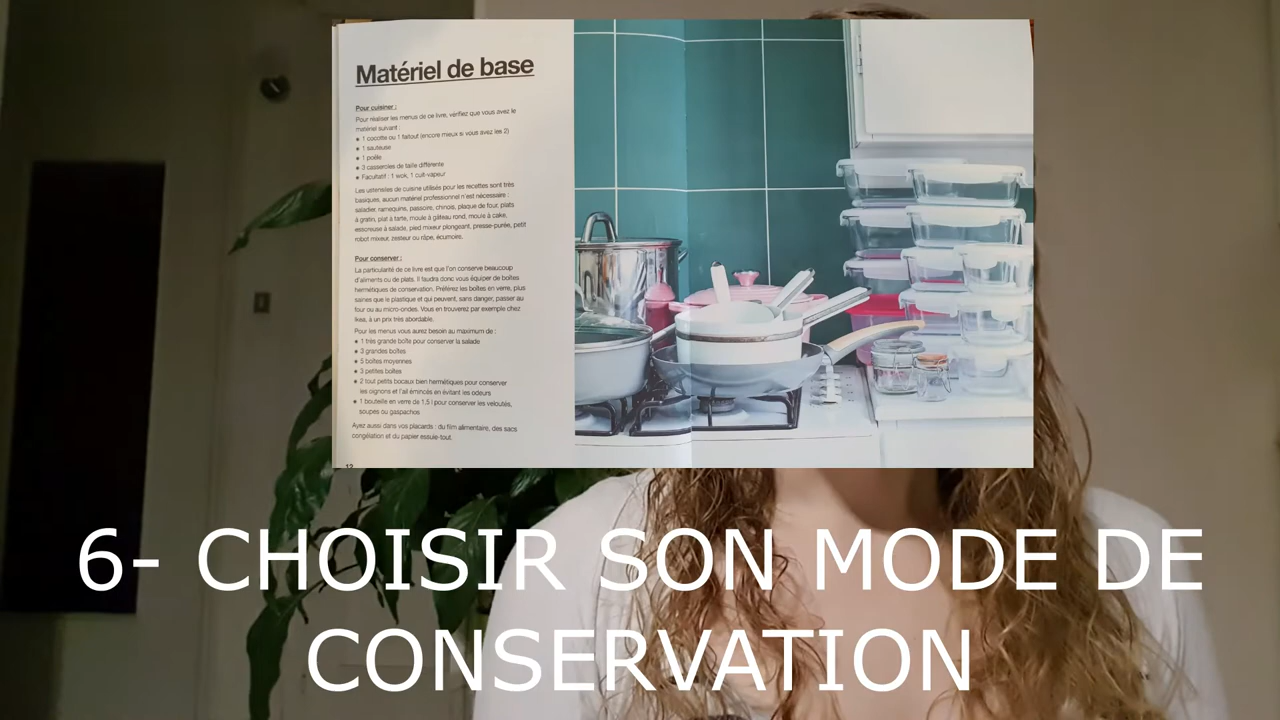 Matériel de base
Pour cuisiner :
Pour réaliser les menus de ce livre, vérifiez que vous avez le
matériel suivant :
● 1 cocotte ou 1 faitout (encore mieux si vous avez les 2)
● 1 sauteuse
● 1 poêle
● 3 casseroles de taille différente
● Facultatif : 1 wok, 1 cuit-vapeur
Les ustensiles de cuisine utilisés pour les recettes sont très
basiques, aucun matériel professionnel n'est nécessaire :
saladier, ramequins, passoire, chinois, plaque de four, plats
à gratin, plat à tarte, moule à gâteau rond, moule à cake,
essoreuse à salade, pied mixeur plongeant, presse-purée, petit
robot mixeur, zesteur ou râpe, écumoire.
Pour conserver :
La particularité de ce livre est que l'on conserve beaucoup
d'aliments ou de plats. Il faudra donc vous équiper de boîtes
hermétiques de conservation. Préférez les boîtes en verre, plus
saines que le plastique et qui peuvent, sans danger, passer au
four ou au micro-ondes. Vous en trouverez par exemple chez
Ikea, à un prix très abordable.
Pour les menus vous aurez besoin au maximum de :
● 1 très grande boîte pour conserver la salade
● 3 grandes boîtes
● 5 boîtes moyennes
● 3 petites boîtes
● 2 tout petits bocaux bien hermétiques pour conserver
les oignons et l'ail émincés en évitant les odeurs
● 1 bouteille en verre de 1.5 l pour conserver les veloutés,
soupes ou gaspachos
Ayez aussi dans vos placards : du film alimentaire, des sacs
congélation et du papier essuie-tout.
12
6- CHOISIR SON MODE DE
CONSERVATION